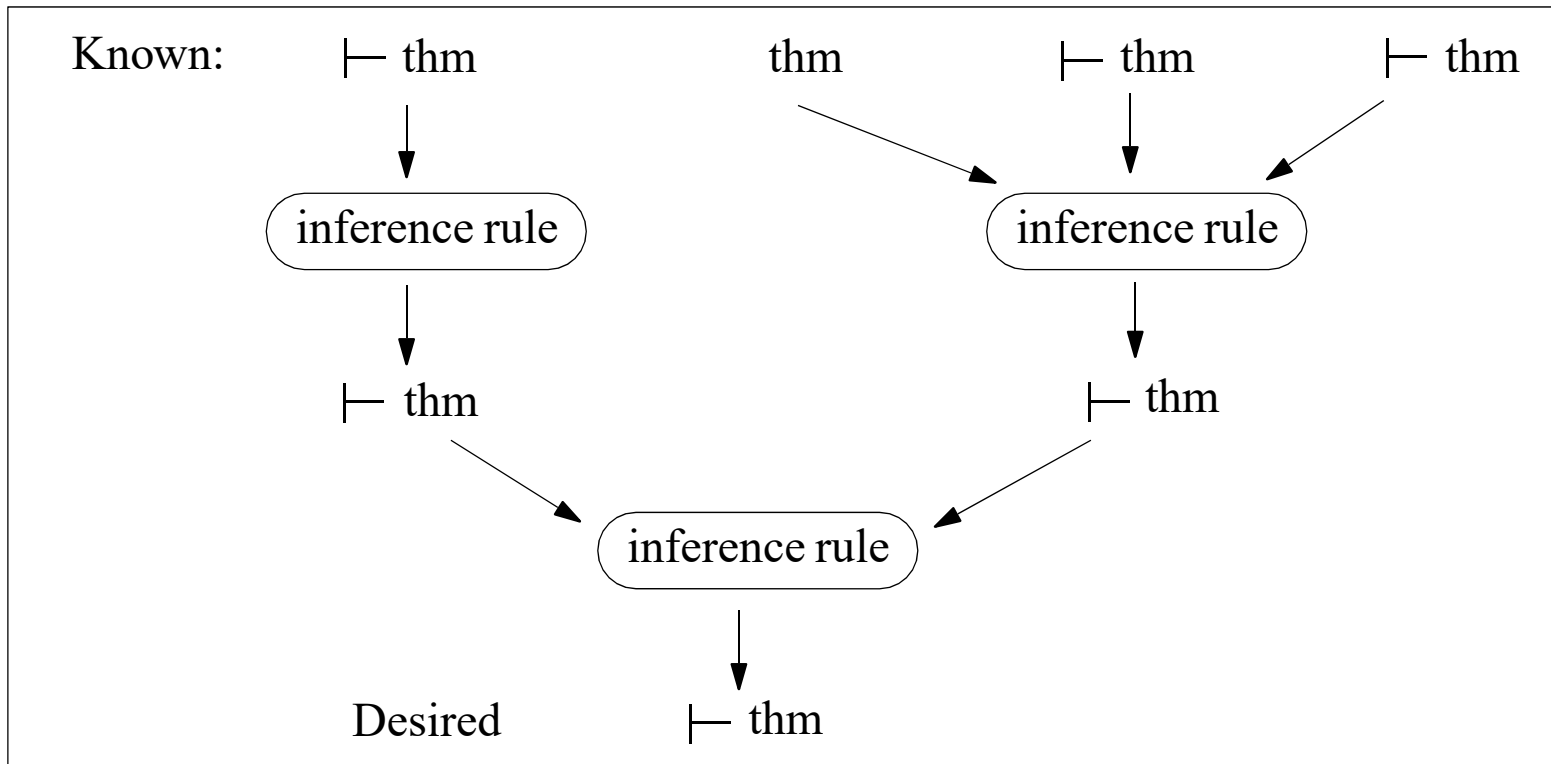 Known: ⊢ thm thm ⊢ thm ⊢ thm
inference rule inference rule
⊢ thm ⊢ thm
inference rule
Desired ⊢ thm